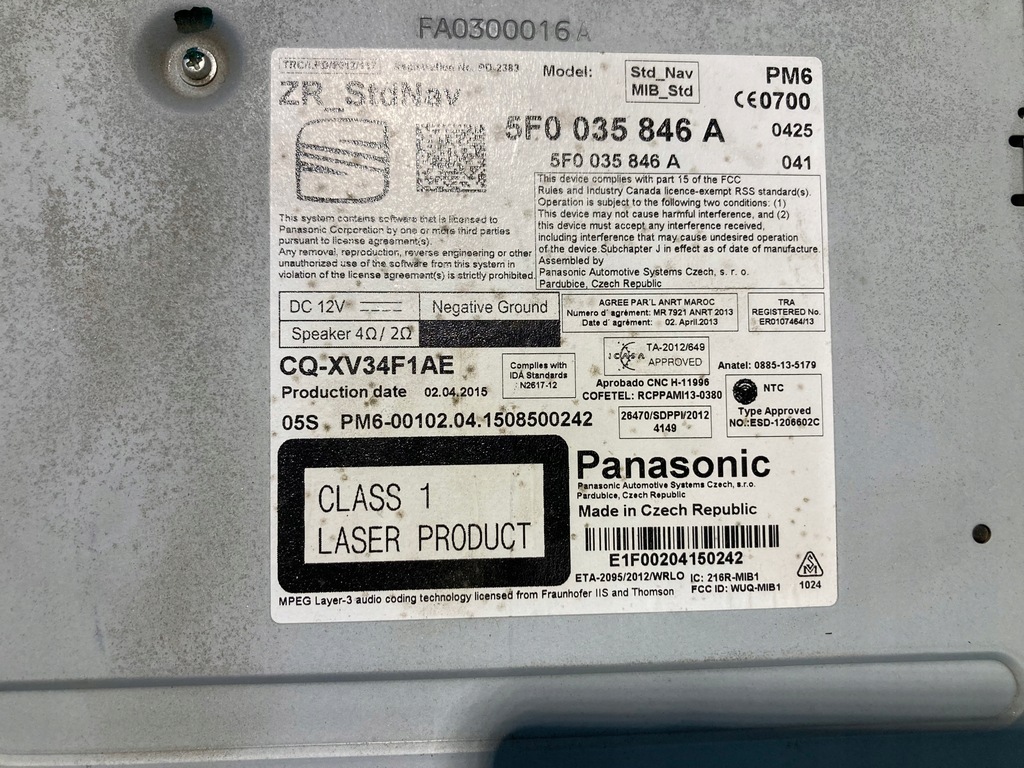 FA0300016A
Model:
Std_Nav
MIB_Std
PM6
CE0700
ZR_StdNav
5F0 035 846 A
0425
5F0 035 846 A
041
This device complies with part 15 of the FCC
Rules and Industry Canada licence-exempt RSS standard(s).
Operation is subject to the following two conditions: (1)
This device may not cause harmful interference, and (2)
this device must accept any interference received,
including interference that may cause undesired operation
of the device.Subchapter J in effect as of date of manufacture.
Assembled by
Panasonic Automotive Systems Czech, s. r. o.
Pardubice, Czech Republic
This system contains software that is licensed to
Panasonic Corporation by one or more third parties
pursuant to license agreement(s).
Any removal, reproduction, reverse engineering or other
unauthorized use of the software from this system in
violation of the license agreement(s) is strictly prohibited.
DC 12V
Negative Ground
Speaker 4Ω / 2Ω
AGREE PAR'L ANRT MAROC
Numero d' agrément: MR 7921 ANRT 2013
Date d' agrément: 02. April.2013
TRA
REGISTERED No.
ER0107464/13
CQ-XV34F1AE
Production date 02.04.2015
Complies with
IDA Standards
N2617-12
ICASA
TA-2012/649
APPROVED
Anatel: 0885-13-5179
Aprobado CNC H-11996
COFETEL: RCPPAMI13-0380
NTC
Type Approved
NO.:ESD-1206602C
26470/SDPPI/2012
4149
05S PM6-00102.04.1508500242
CLASS 1
LASER PRODUCT
Panasonic
Panasonic Automotive Systems Czech, s.r.o.
Pardubice, Czech Republic
Made in Czech Republic
E1F00204150242
ETA-2095/2012/WRLO
IC: 216R-MIB1
FCC ID: WUQ-MIB1
1024
MPEG Layer-3 audio coding technology licensed from Fraunhofer IIS and Thomson